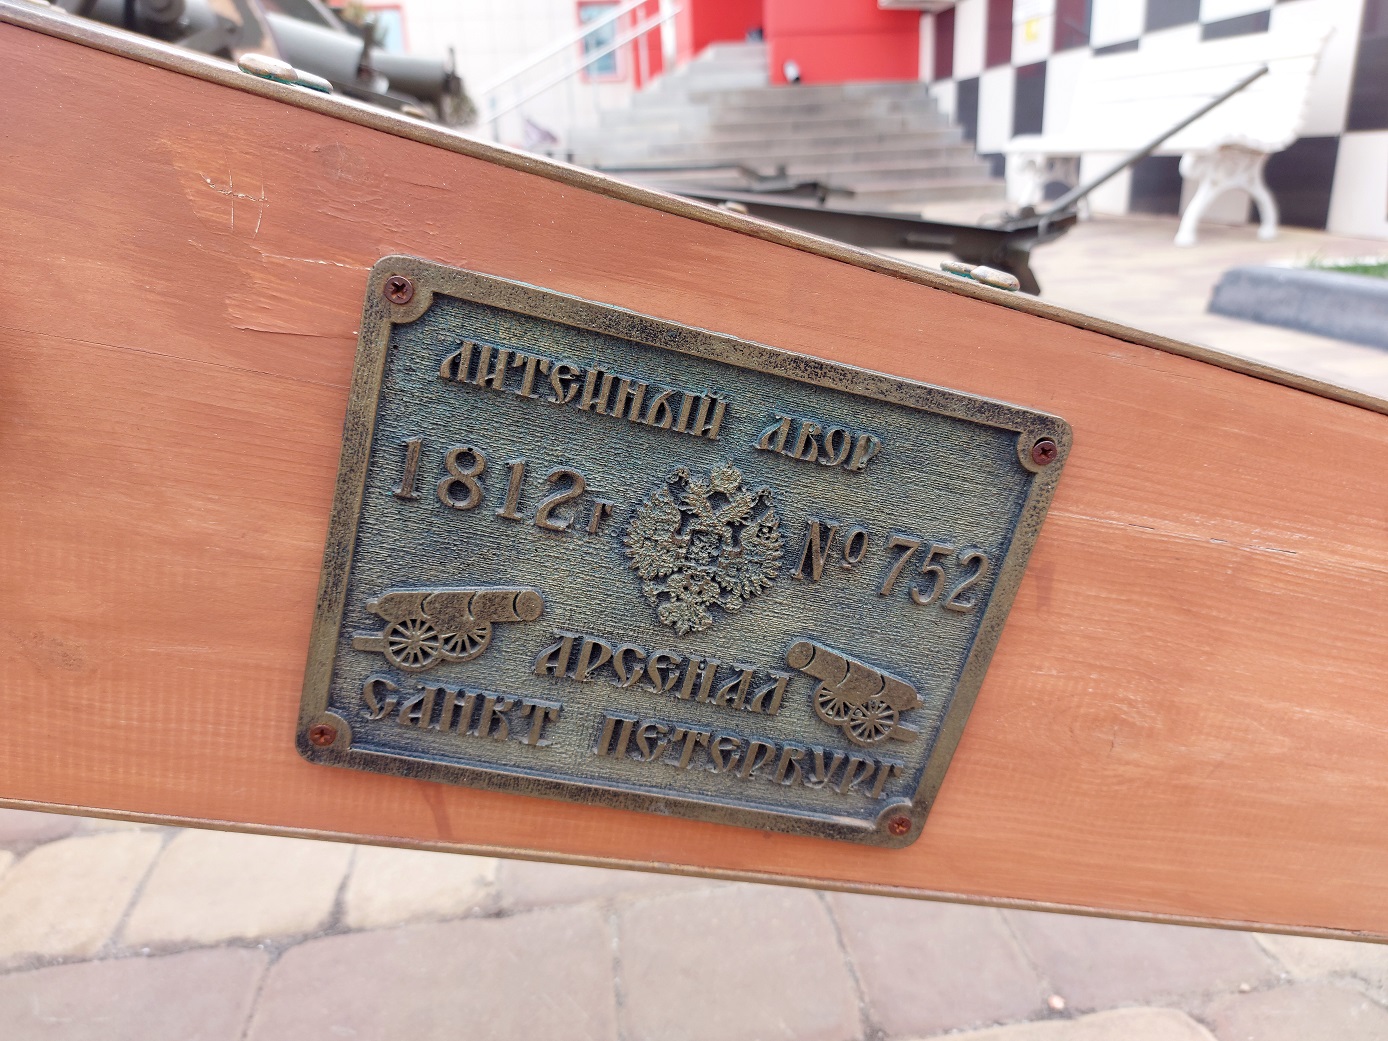 ЛИТЕЙНЫЙ ДВОР
1812г № 752
АРСЕНАЛ
САНКТ ПЕТЕРБУРГ